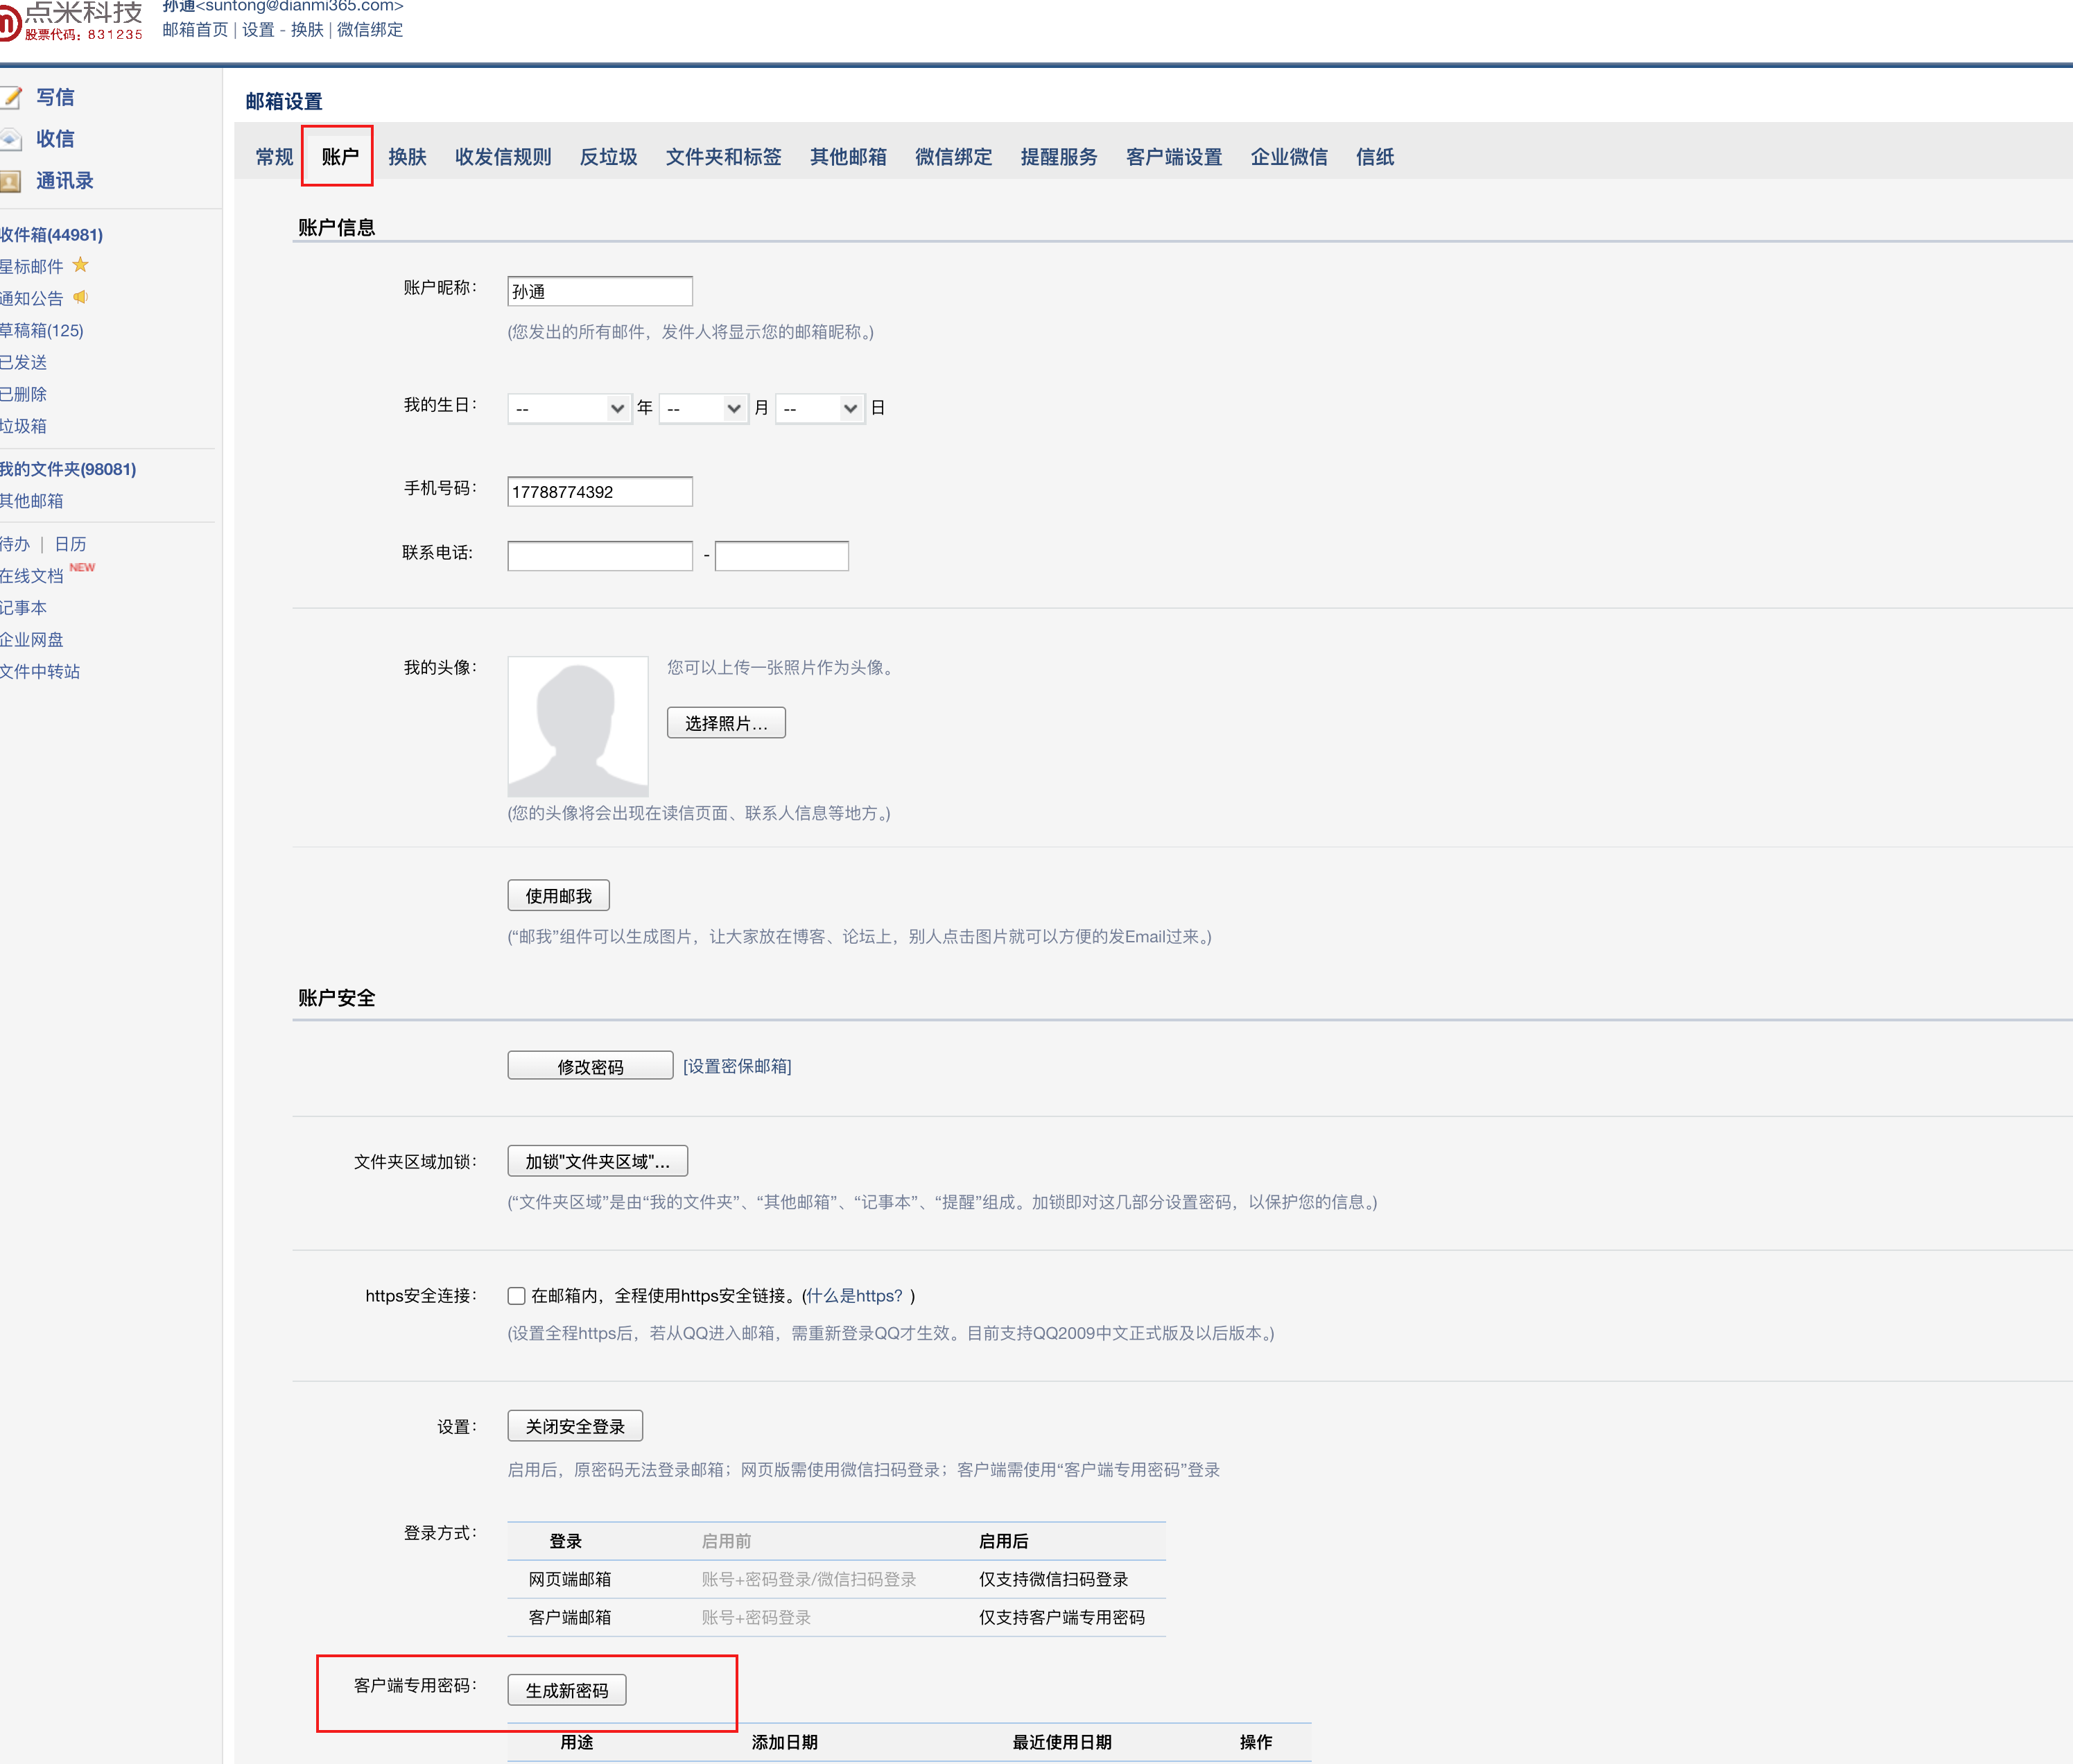 点米科技
股票代码：831235
孙通<suntong@dianmi365.com>
邮箱首页 | 设置 - 换肤 | 微信绑定
写信
收信
通讯录
收件箱(44981)
星标邮件
通知公告
草稿箱(125)
已发送
已删除
垃圾箱
我的文件夹(98081)
其他邮箱
待办 | 日历
在线文档 NEW
记事本
企业网盘
文件中转站
邮箱设置
常规 账户 换肤 收发信规则 反垃圾 文件夹和标签 其他邮箱 微信绑定 提醒服务 客户端设置 企业微信 信纸
账户信息
账户昵称： 孙通
(您发出的所有邮件，发件人将显示您的邮箱昵称。)
我的生日： -- 年 -- 月 -- 日
手机号码： 17788774392
联系电话: -
我的头像： 您可以上传一张照片作为头像。
选择照片...
(您的头像将会出现在读信页面、联系人信息等地方。)
使用邮我
(“邮我”组件可以生成图片，让大家放在博客、论坛上，别人点击图片就可以方便的发Email过来。)
账户安全
修改密码 [设置密保邮箱]
文件夹区域加锁： 加锁"文件夹区域"...
(“文件夹区域”是由“我的文件夹”、“其他邮箱”、“记事本”、“提醒”组成。加锁即对这几部分设置密码，以保护您的信息。)
https安全连接： 在邮箱内，全程使用https安全链接。(什么是https？)
(设置全程https后，若从QQ进入邮箱，需重新登录QQ才生效。目前支持QQ2009中文正式版及以后版本。)
设置： 关闭安全登录
启用后，原密码无法登录邮箱；网页版需使用微信扫码登录；客户端需使用“客户端专用密码”登录
登录方式： 登录 启用前 启用后
网页端邮箱 账号+密码登录/微信扫码登录 仅支持微信扫码登录
客户端邮箱 账号+密码登录 仅支持客户端专用密码
客户端专用密码： 生成新密码
用途 添加日期 最近使用日期 操作